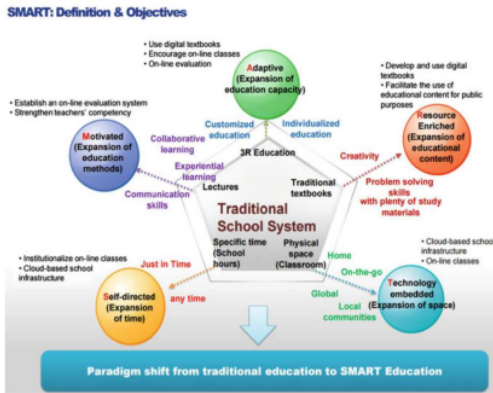 SMART: Definition & Objectives
• Use digital textbooks
• Encourage on-line classes
• On-line evaluation
Adaptive
(Expansion of
education capacity)
• Develop and use digital
textbooks
• Facilitate the use of
educational content for public
purposes
• Establish an on-line evaluation system
• Strengthen teachers' competency
Motivated
(Expansion of
education
methods)
Collaborative
learning
Customized
education
Individualized
education
Resource
Enriched
(Expansion of
educational
content)
3R Education
Experiential
learning
Creativity
Communication
skills
Lectures
Traditional
textbooks
Problem solving
skills
with plenty of study
materials
Traditional
School System
Specific time
(School
hours)
Physical
space
(Classroom)
• Institutionalize on-line classes
• Cloud-based school
infrastructure
Just in Time
any time
Self-directed
(Expansion
of time)
Home
On-the-go
Global
Local
communities
• Cloud-based school
infrastructure
• On-line classes
Technology
embedded
(Expansion of space)
Paradigm shift from traditional education to SMART Education